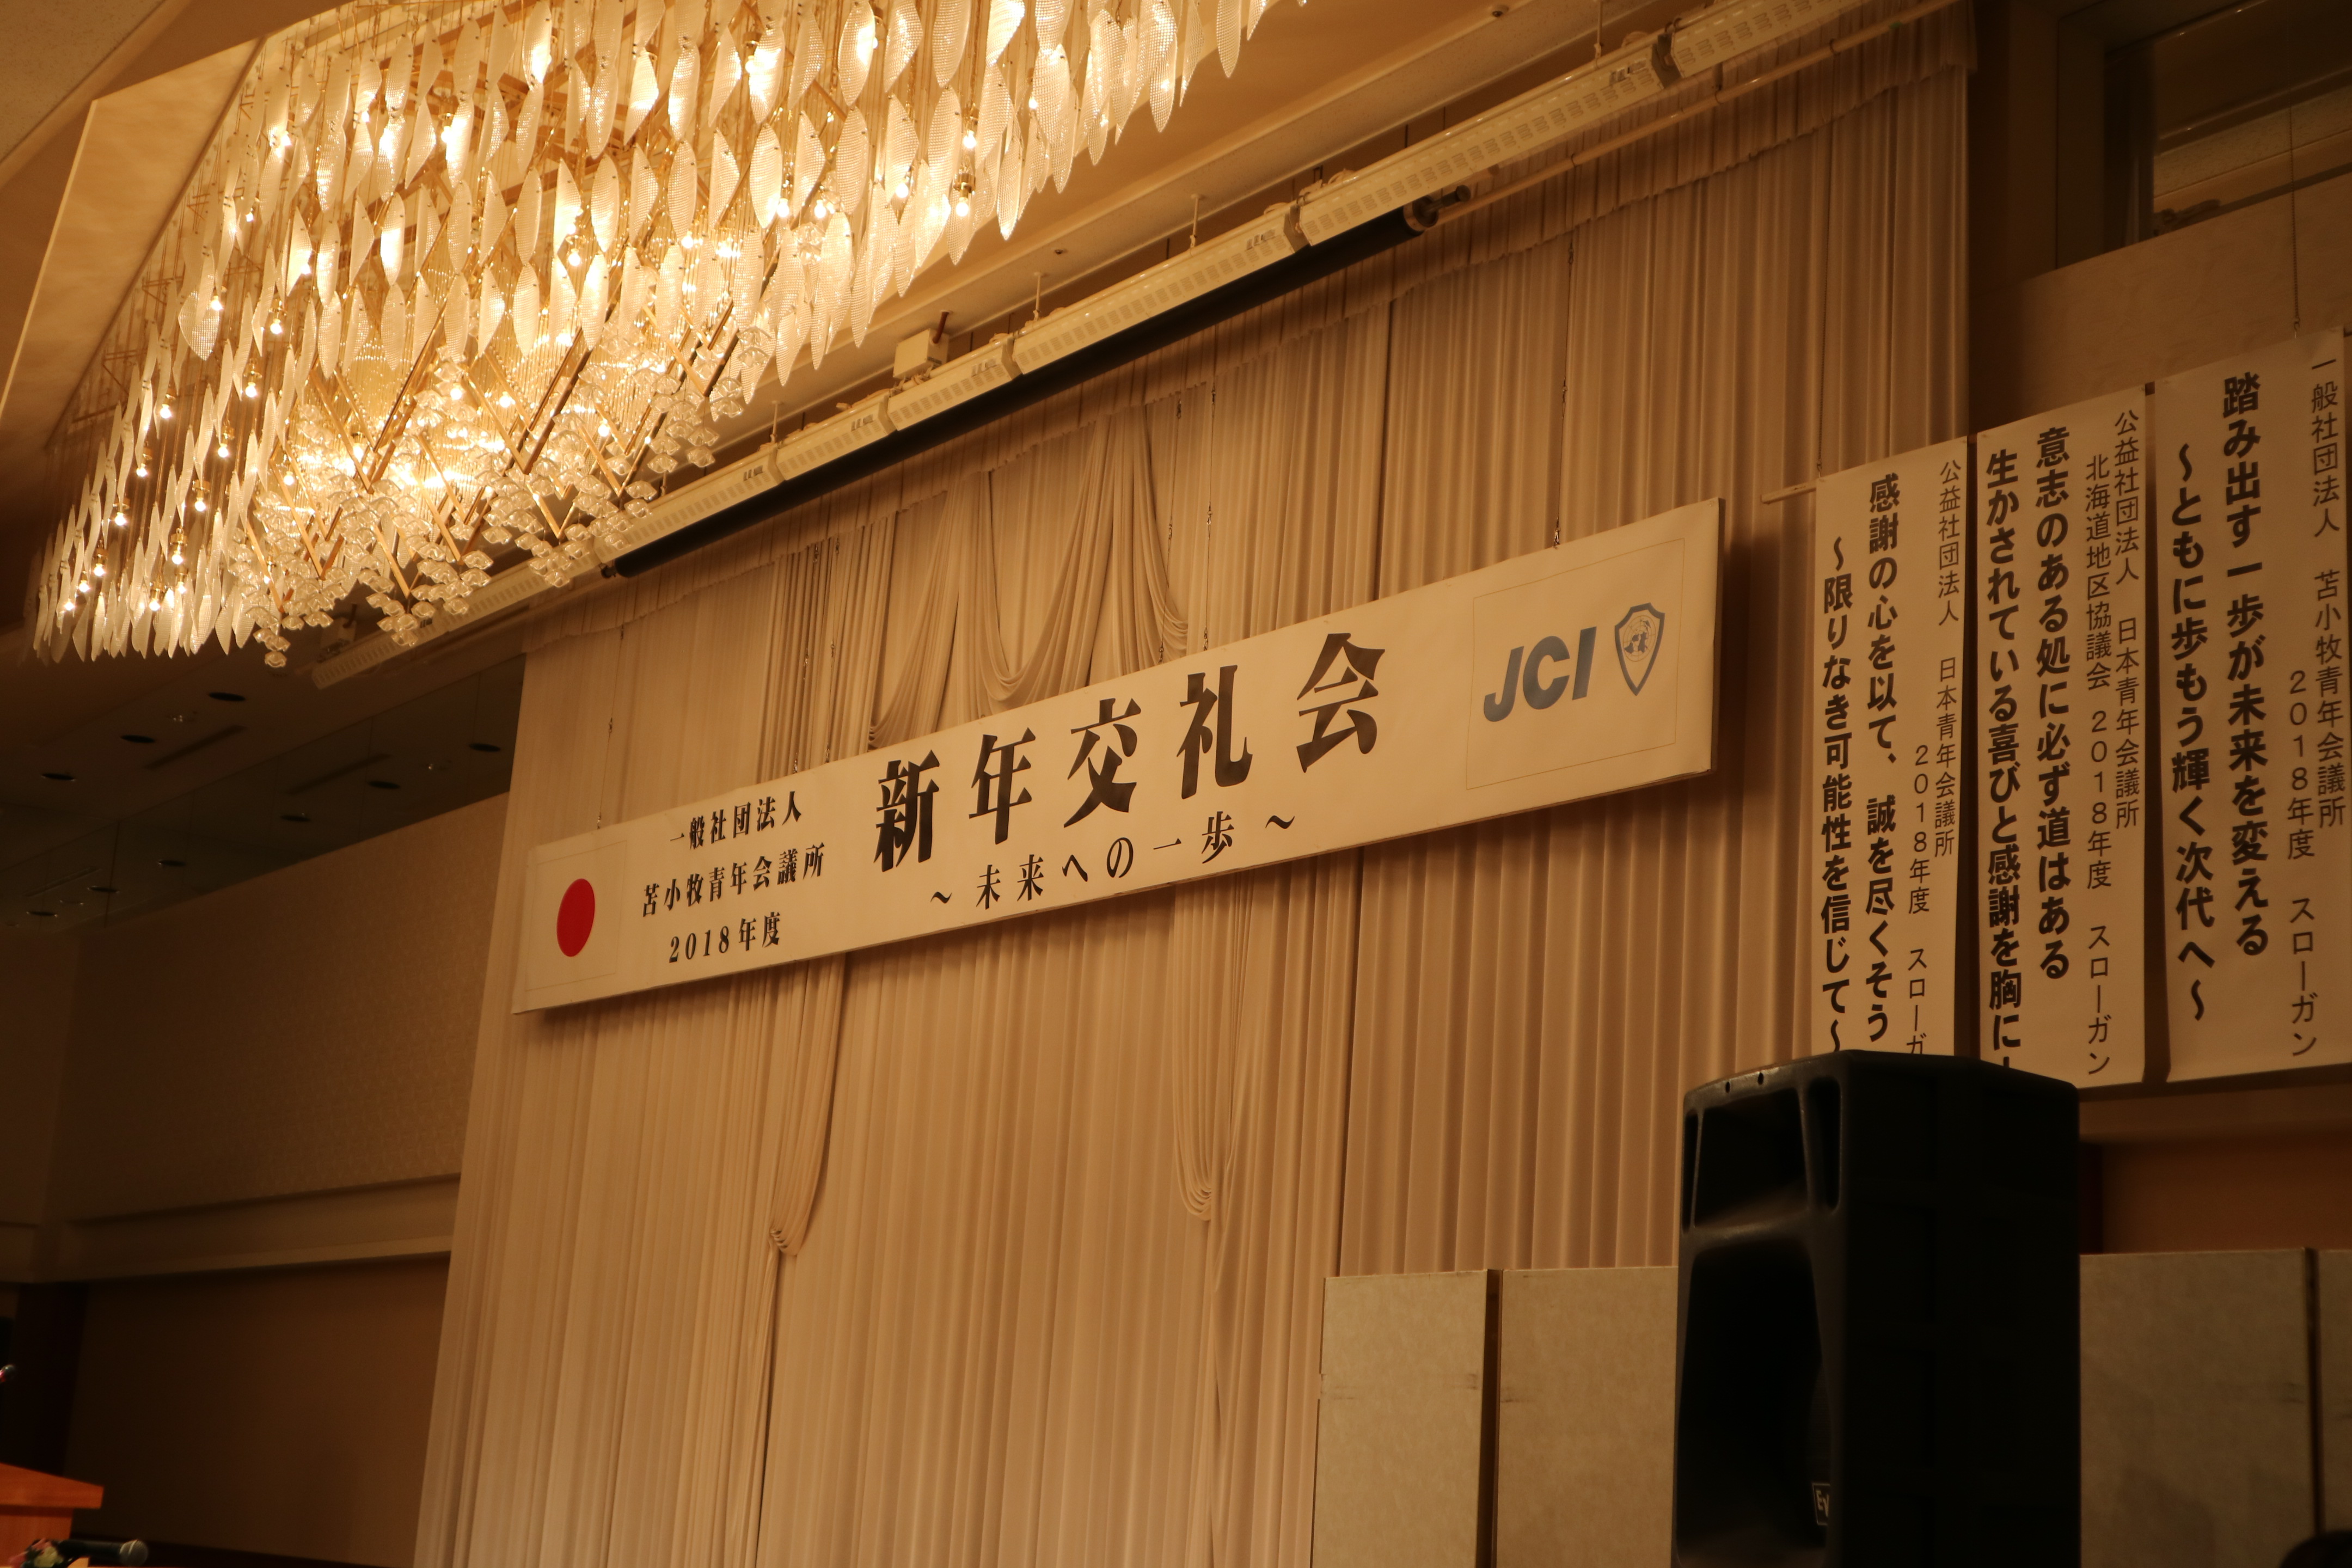 一般社団法人
苫小牧青年会議所
2018年度
新年交礼会
～未来への一歩～
JCI
一般社団法人　苫小牧青年会議所
2018年度　スローガン
踏み出す一歩が未来を変える
～ともに歩もう輝く次代へ～
公益社団法人　日本青年会議所
北海道地区協議会　2018年度　スローガン
意志のある処に必ず道はある
生かされている喜びと感謝を胸に
公益社団法人　日本青年会議所
2018年度　スローガ
感謝の心を以て、誠を尽くそう
～限りなき可能性を信じて～